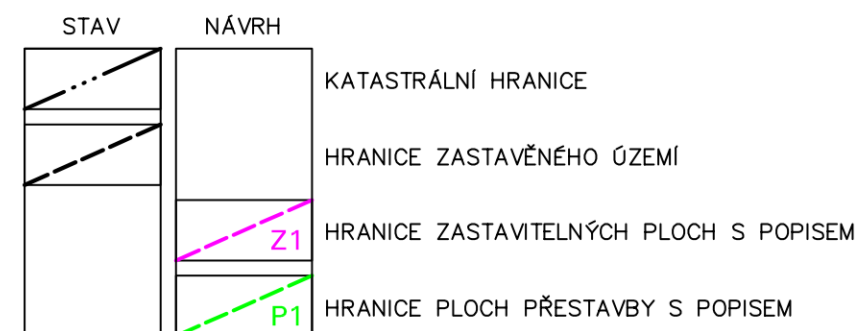 STAV NÁVRH
KATASTRÁLNÍ HRANICE
HRANICE ZASTAVĚNÉHO ÚZEMÍ
Z1 HRANICE ZASTAVITELNÝCH PLOCH S POPISEM
P1 HRANICE PLOCH PŘESTAVBY S POPISEM